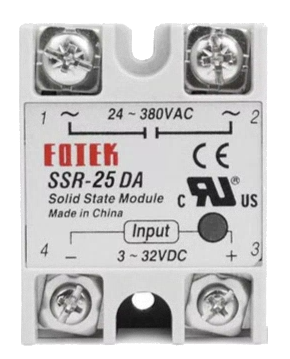 1 ~ 24 ~ 380VAC ~ 2
FOTEK CE
SSR-25 DA
Solid State Module
C RU ® US
Made in China
4 Input 3
− 3 ~ 32VDC +